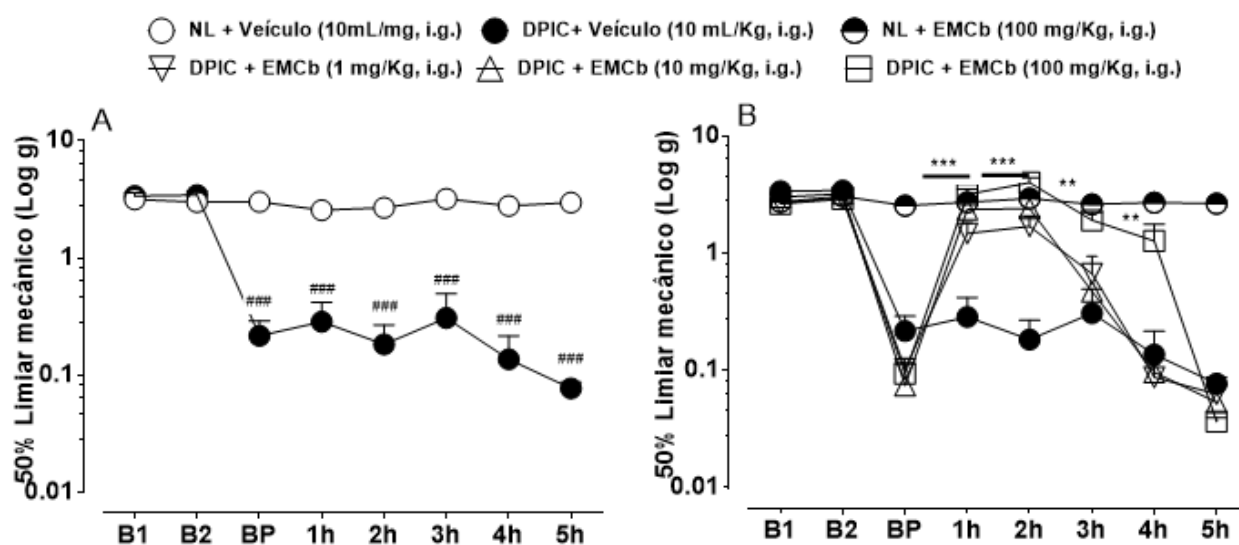 NL + Veículo (10mL/mg, i.g.) DPIC+ Veículo (10 mL/Kg, i.g.) NL + EMCb (100 mg/Kg, i.g.)
DPIC + EMCb (1 mg/Kg, i.g.) DPIC + EMCb (10 mg/Kg, i.g.) DPIC + EMCb (100 mg/Kg, i.g.)
A
50% Limiar mecânico (Log g)
10
1
0.1
0.01
###
###
###
###
###
###
B1 B2 BP 1h 2h 3h 4h 5h
B
50% Limiar mecânico (Log g)
10
1
0.1
0.01
***
***
**
**
B1 B2 BP 1h 2h 3h 4h 5h